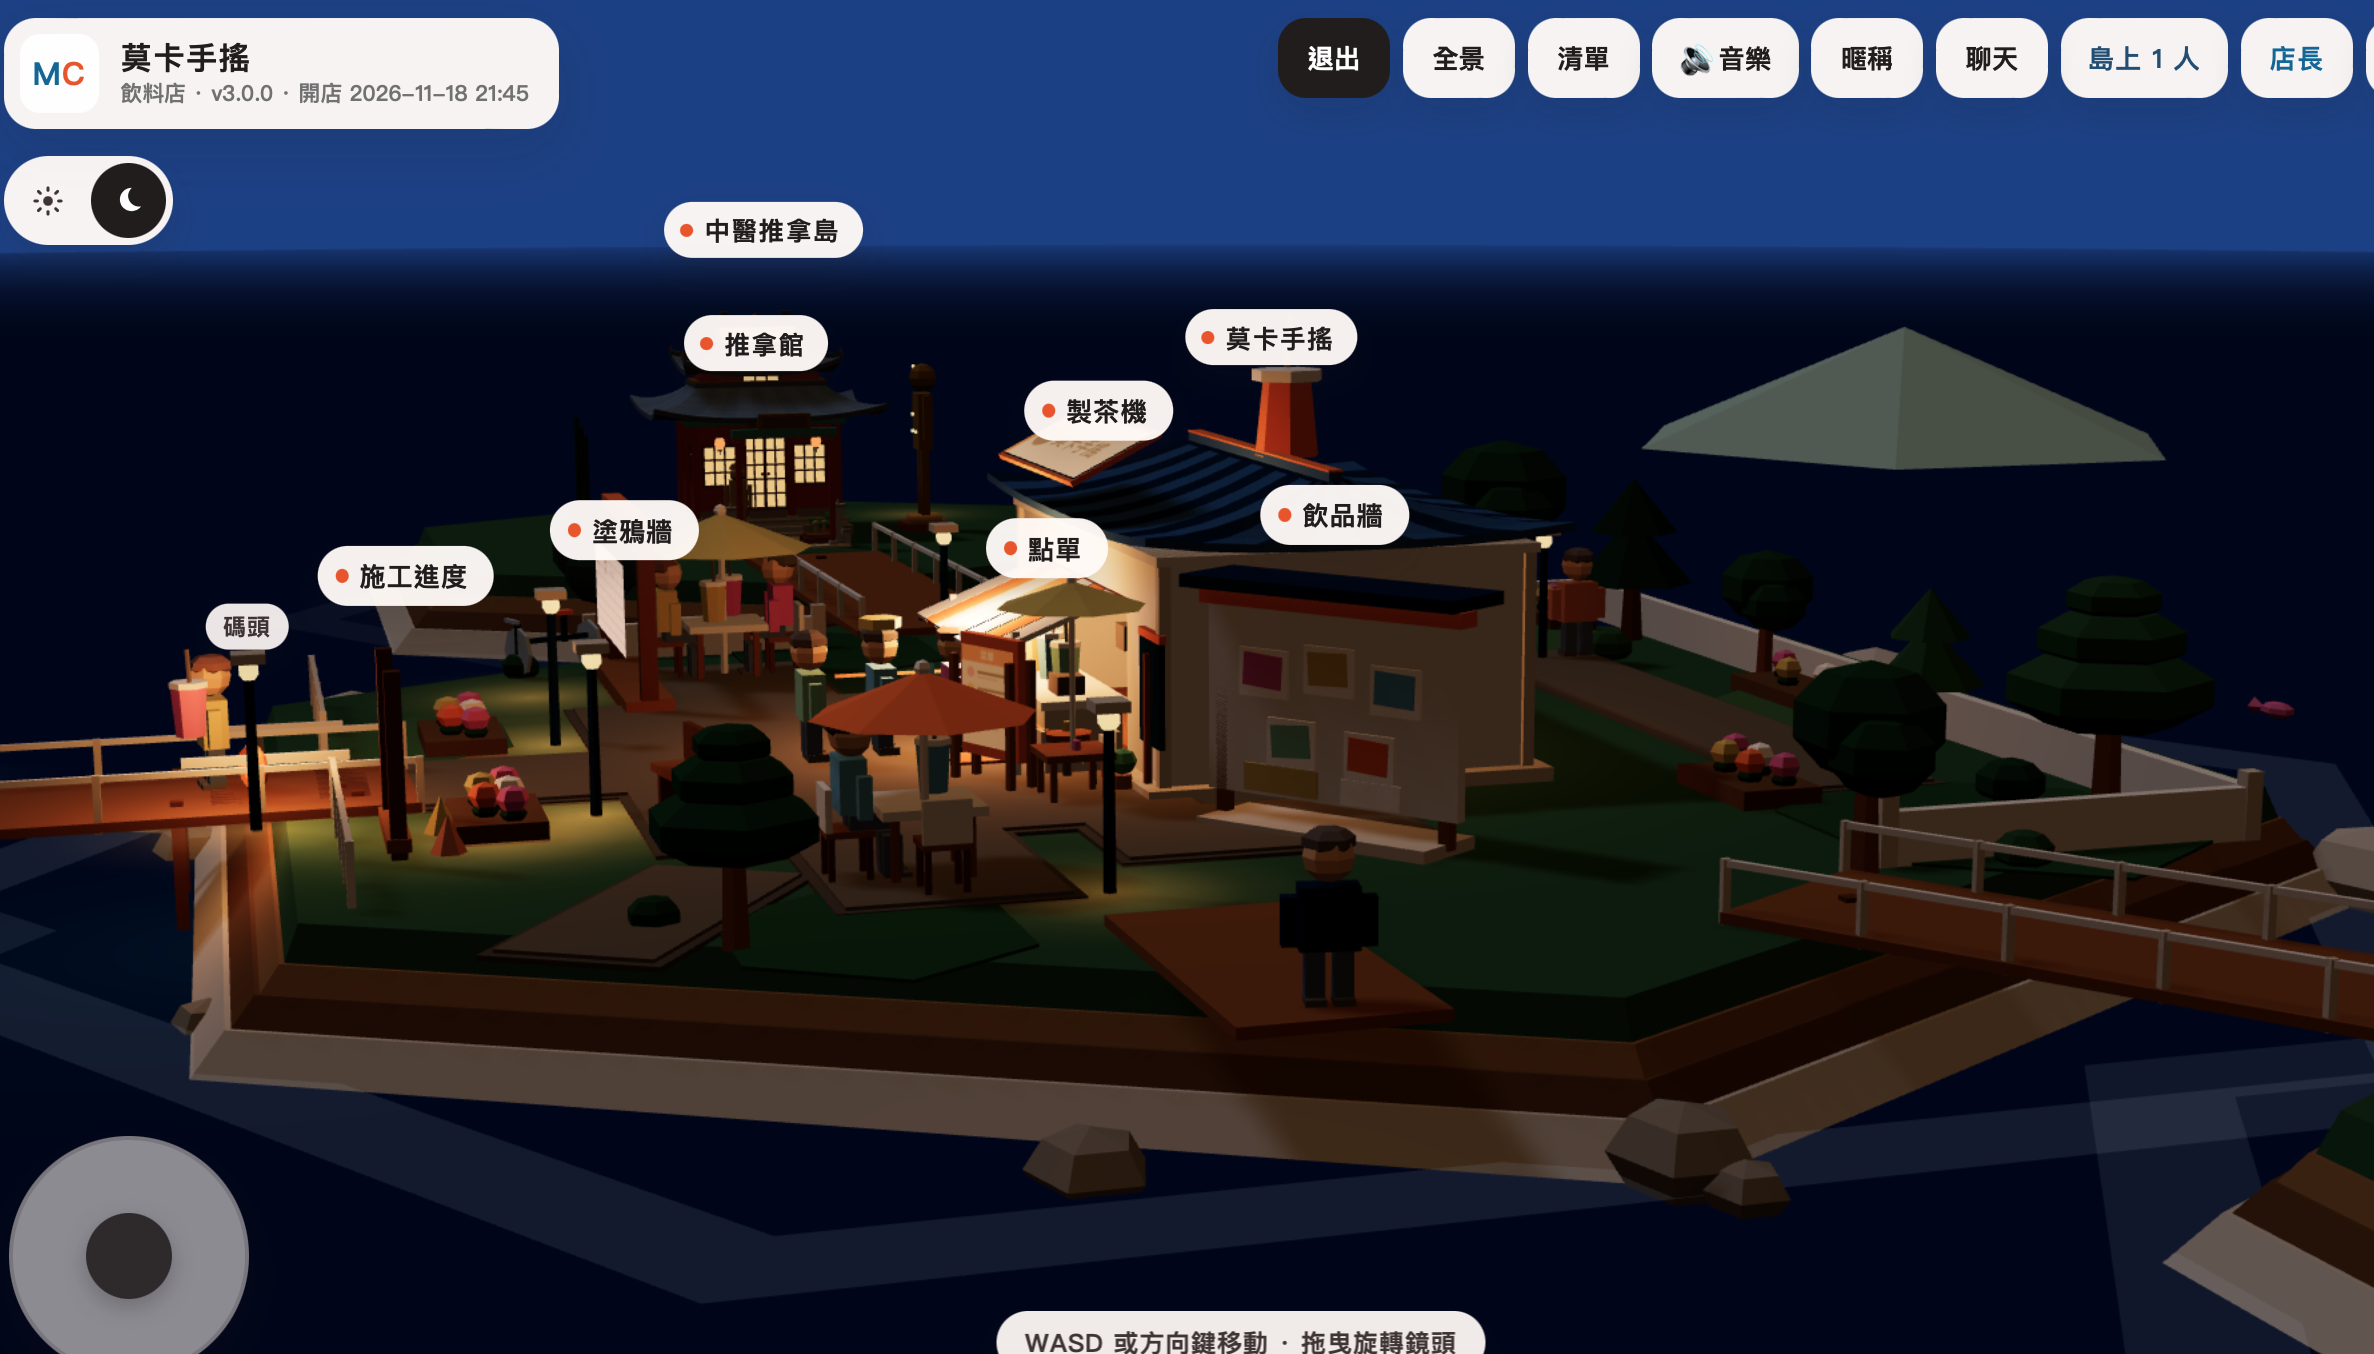 MC
莫卡手搖
飲料店 · v3.0.0 · 開店 2026-11-18 21:45
退出
全景
清單
🔊音樂
暱稱
聊天
島上 1 人
店長
中醫推拿島
推拿館
莫卡手搖
製茶機
飲品牆
塗鴉牆
點單
施工進度
碼頭
WASD 或方向鍵移動 · 拖曳旋轉鏡頭